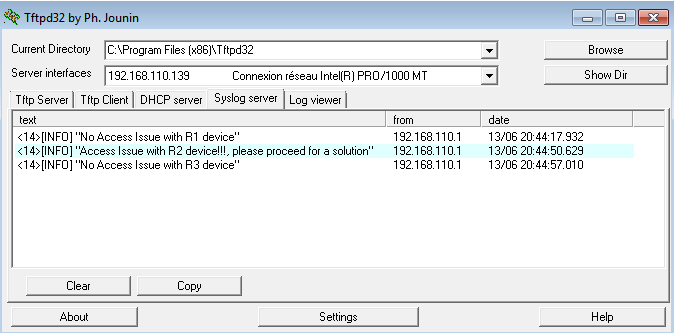 Tftpd32 by Ph. Jounin
Current Directory C:\Program Files (x86)\Tftpd32 Browse
Server interfaces 192.168.110.139 Connexion réseau Intel(R) PRO/1000 MT Show Dir
Tftp Server Tftp Client DHCP server Syslog server Log viewer
text from date
<14>[INFO] "No Access Issue with R1 device" 192.168.110.1 13/06 20:44:17.932
<14>[INFO] "Access Issue with R2 device!!!, please proceed for a solution" 192.168.110.1 13/06 20:44:50.629
<14>[INFO] "No Access Issue with R3 device" 192.168.110.1 13/06 20:44:57.010
Clear Copy
About Settings Help